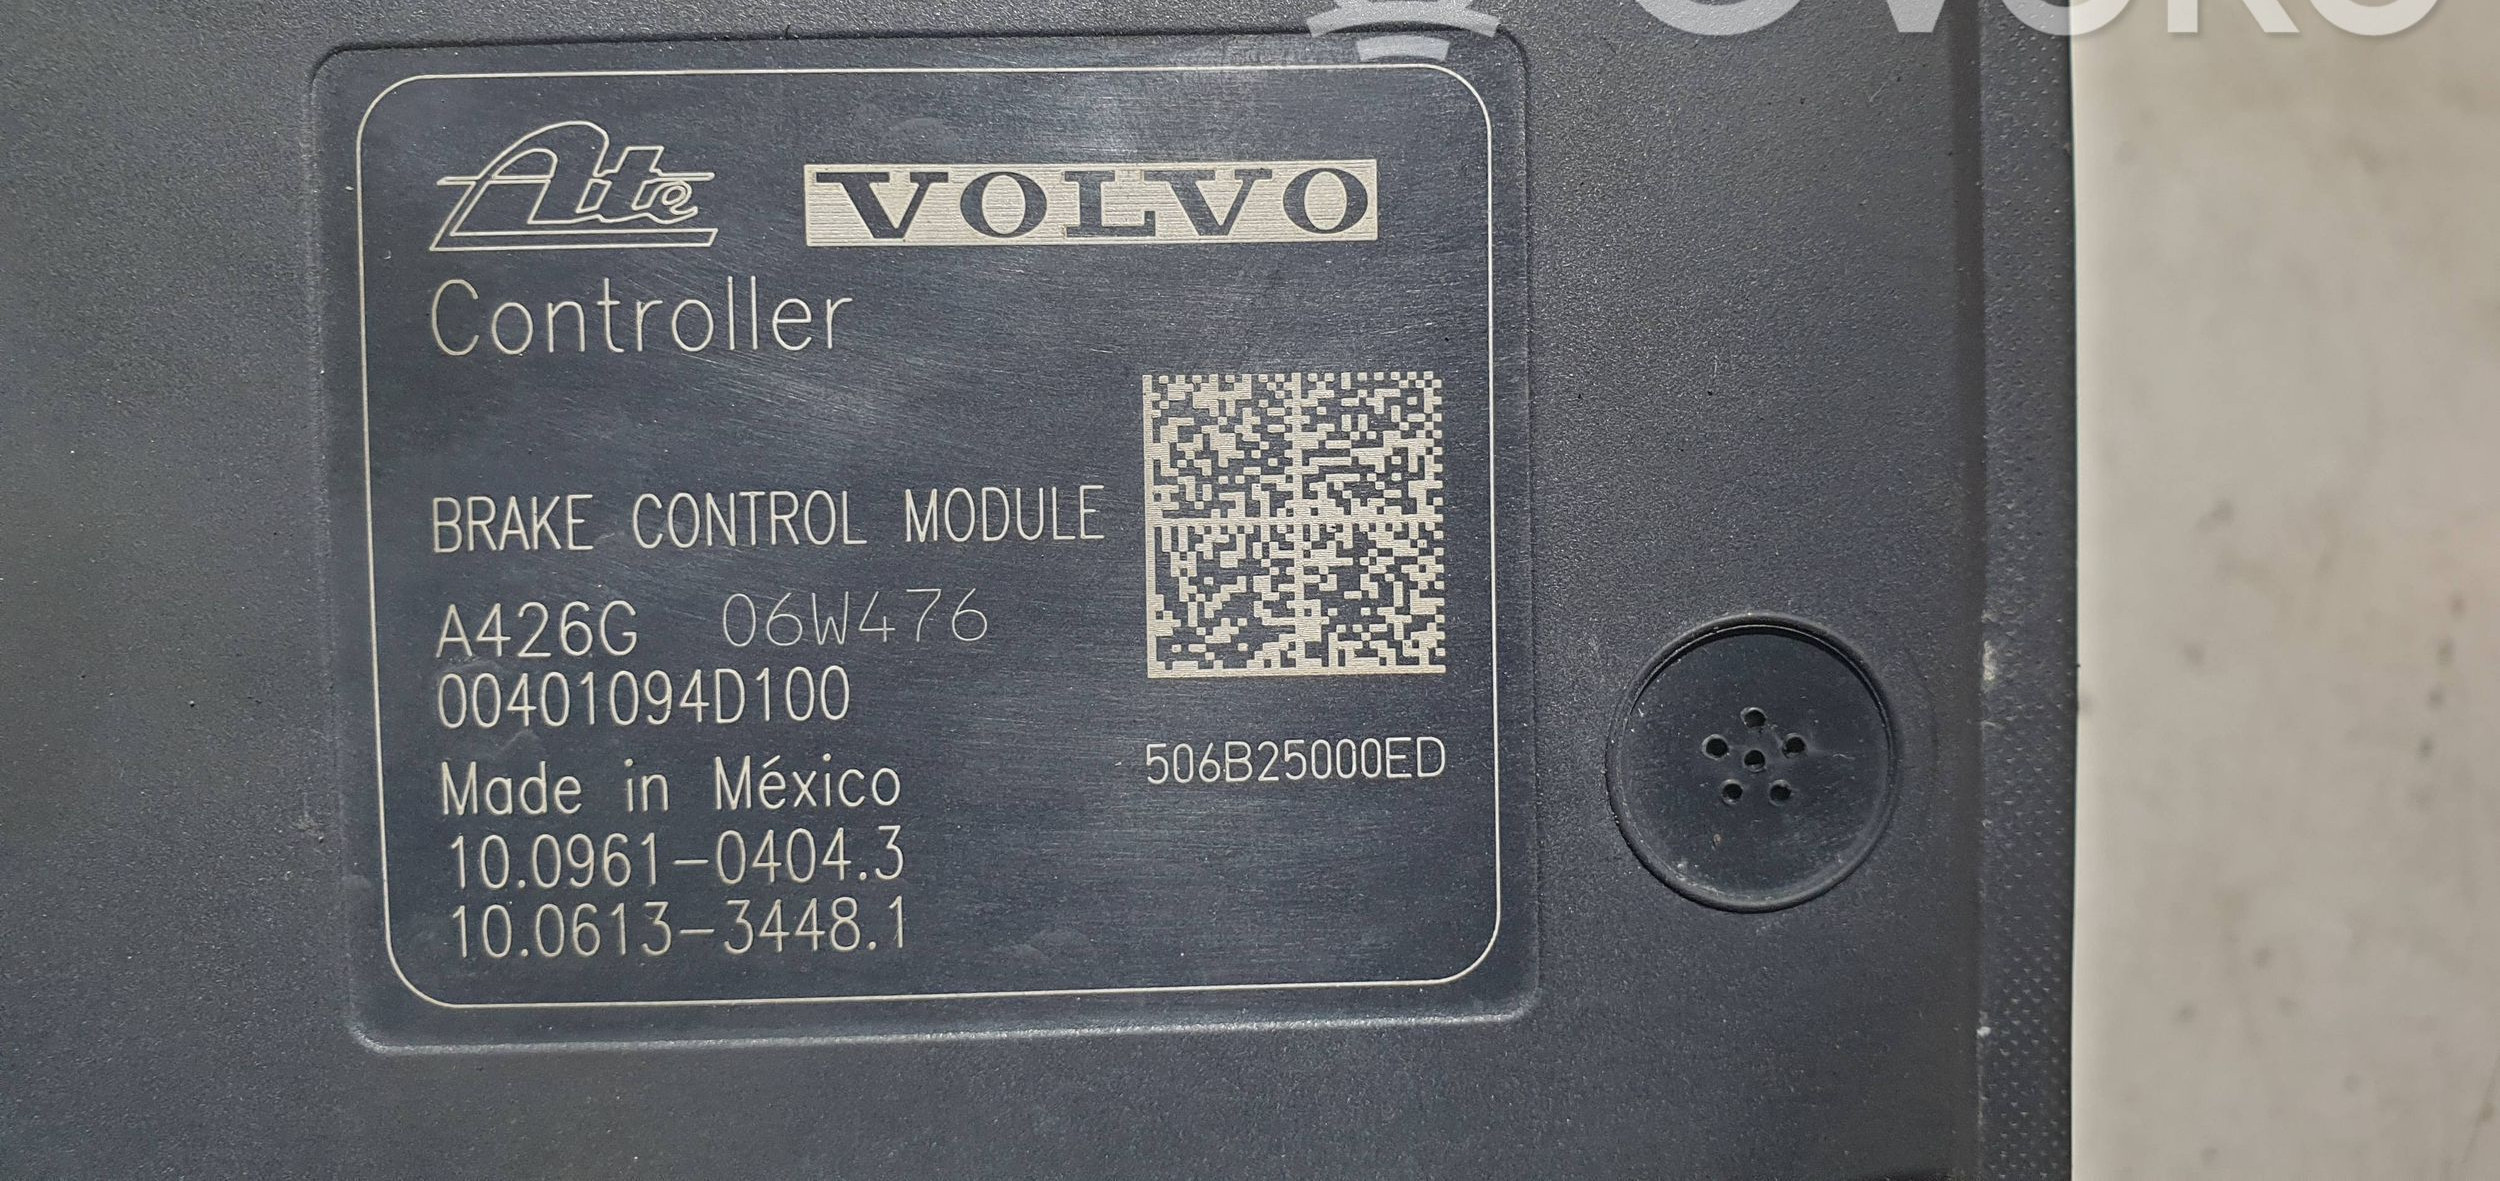 Ate VOLVO
Controller
BRAKE CONTROL MODULE
A426G 06W476
00401094D100
506B25000ED
Made in México
10.0961-0404.3
10.0613-3448.1